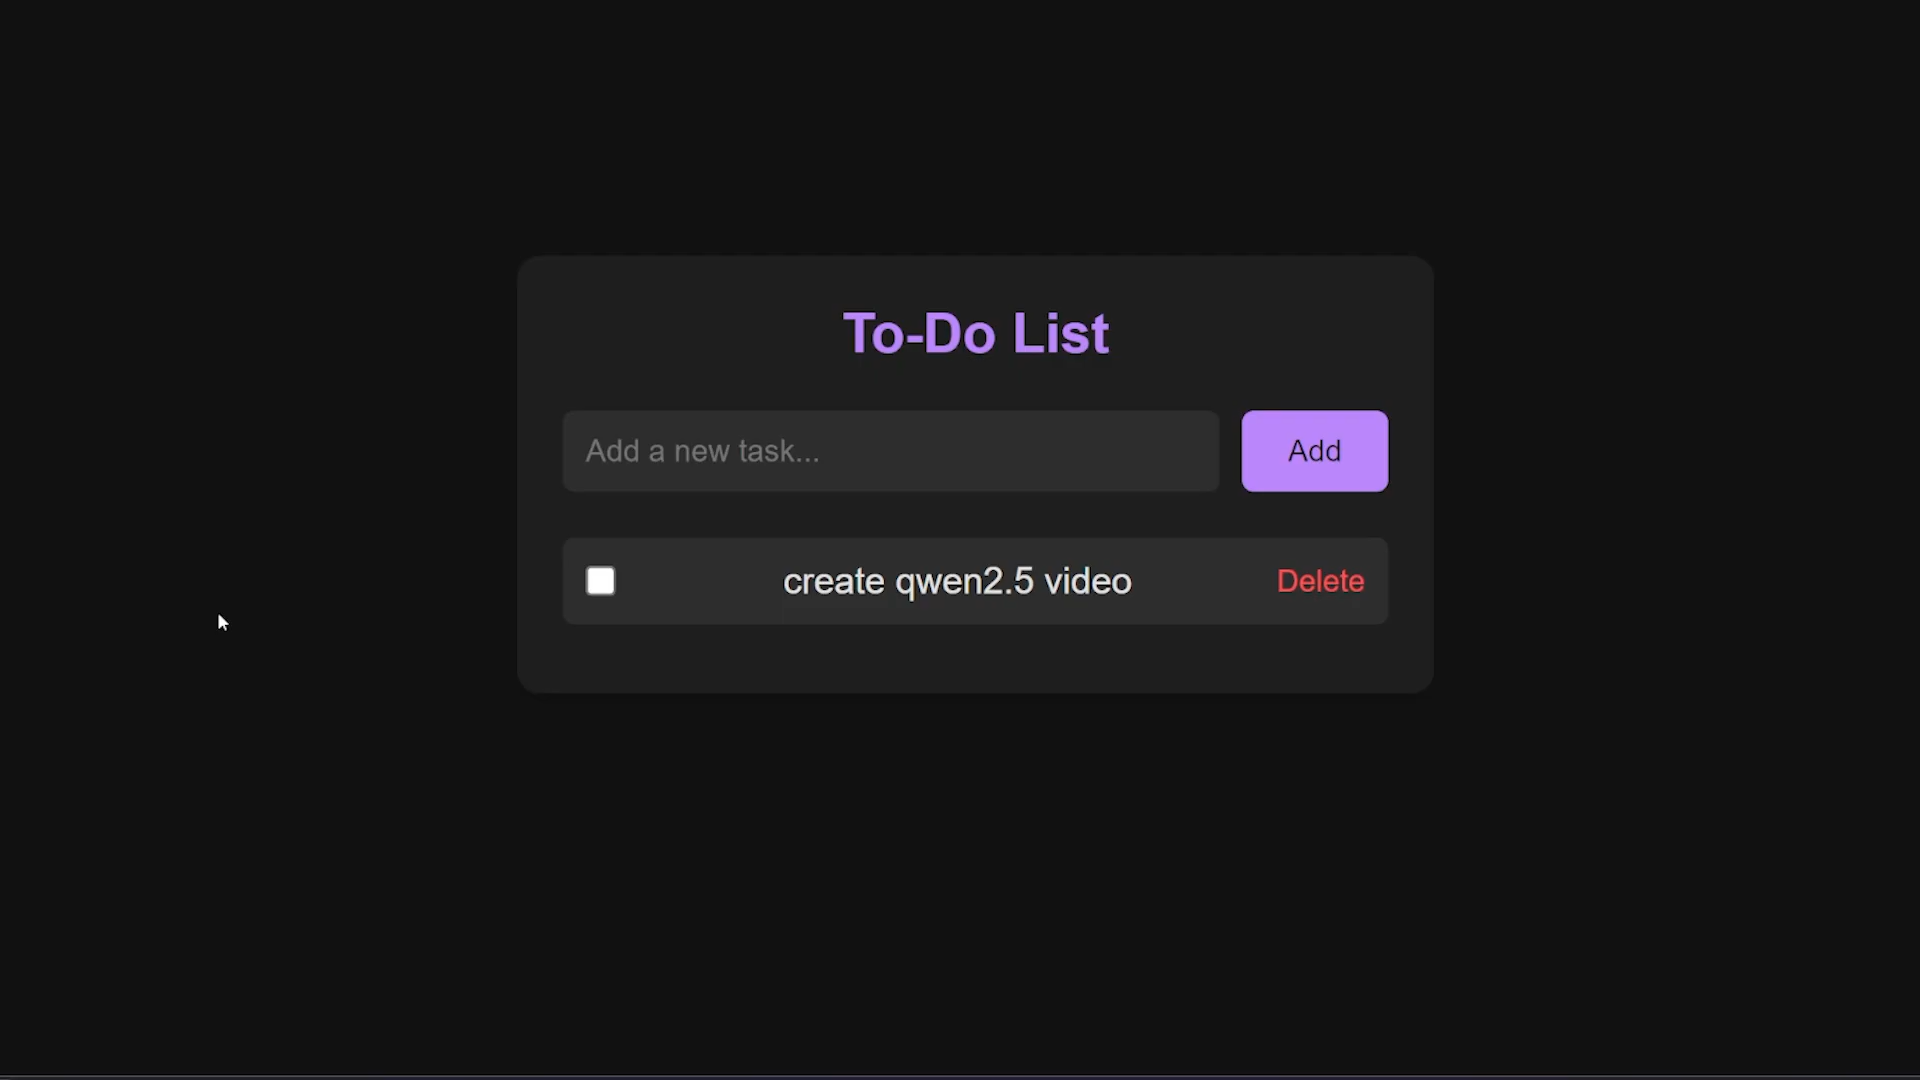 To-Do List
Add a new task...
Add
create qwen2.5 video
Delete